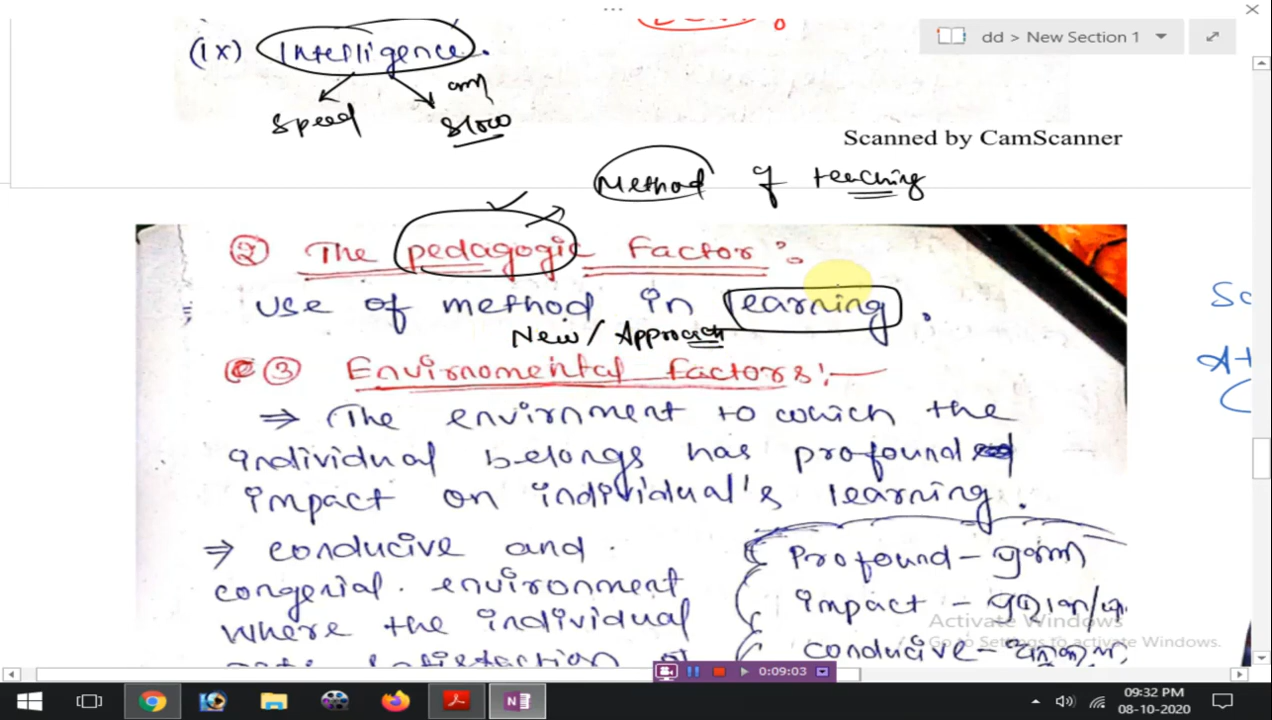 dd > New Section 1
(ix) Intelligence.
Speed
Slow
Scanned by CamScanner
Method of teaching
② The pedagogic Factor :
use of method in learning.
New / Approach
③ Envirnomental factors :—
⇒ The envirnment to which the
individual belongs has profound
impact on individual's learning.
⇒ conducive and
congenial. environment
where the individual
Profound –
impact –
conducive –
Activate Windows
Go to Settings to activate Windows.
0:09:03
09:32 PM
08-10-2020